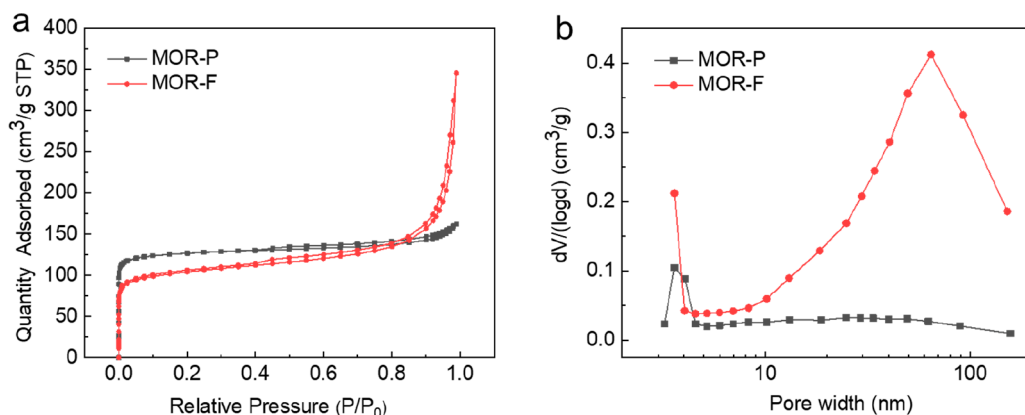 a
Quantity Adsorbed (cm³/g STP)
400
350
300
250
200
150
100
50
0
MOR-P
MOR-F
0.0 0.2 0.4 0.6 0.8 1.0
Relative Pressure (P/P₀)
b
dV/(logd) (cm³/g)
0.4
0.3
0.2
0.1
0.0
MOR-P
MOR-F
10 100
Pore width (nm)